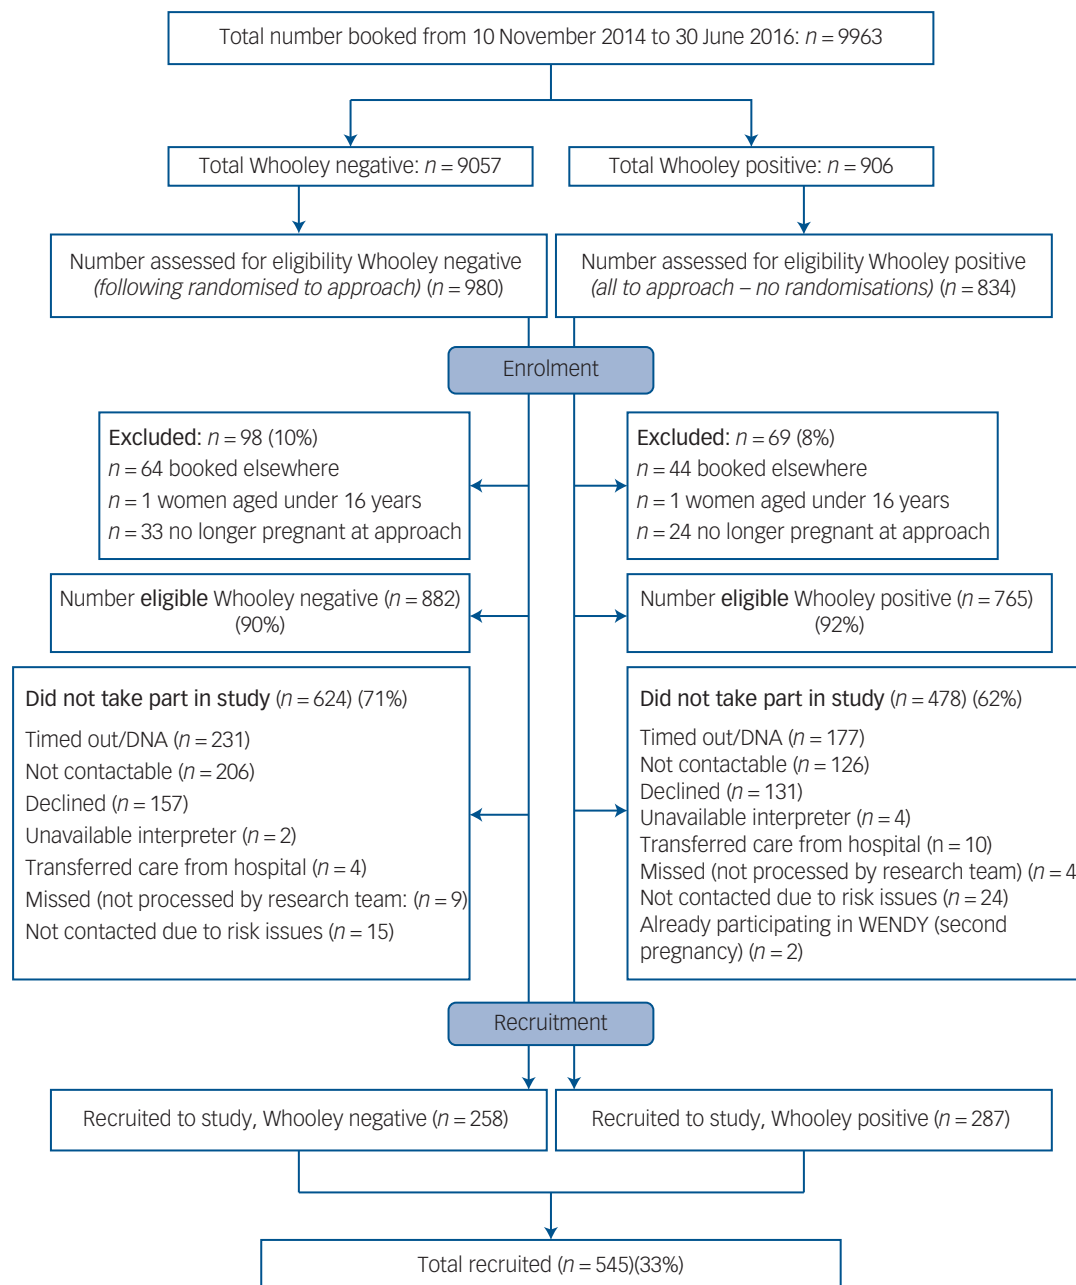 Total number booked from 10 November 2014 to 30 June 2016: n = 9963
Total Whooley negative: n = 9057
Total Whooley positive: n = 906
Number assessed for eligibility Whooley negative
(following randomised to approach) (n = 980)
Number assessed for eligibility Whooley positive
(all to approach – no randomisations) (n = 834)
Enrolment
Excluded: n = 98 (10%)
n = 64 booked elsewhere
n = 1 women aged under 16 years
n = 33 no longer pregnant at approach
Excluded: n = 69 (8%)
n = 44 booked elsewhere
n = 1 women aged under 16 years
n = 24 no longer pregnant at approach
Number eligible Whooley negative (n = 882)
(90%)
Number eligible Whooley positive (n = 765)
(92%)
Did not take part in study (n = 624) (71%)
Timed out/DNA (n = 231)
Not contactable (n = 206)
Declined (n = 157)
Unavailable interpreter (n = 2)
Transferred care from hospital (n = 4)
Missed (not processed by research team: (n = 9)
Not contacted due to risk issues (n = 15)
Did not take part in study (n = 478) (62%)
Timed out/DNA (n = 177)
Not contactable (n = 126)
Declined (n = 131)
Unavailable interpreter (n = 4)
Transferred care from hospital (n = 10)
Missed (not processed by research team) (n = 4
Not contacted due to risk issues (n = 24)
Already participating in WENDY (second
pregnancy) (n = 2)
Recruitment
Recruited to study, Whooley negative (n = 258)
Recruited to study, Whooley positive (n = 287)
Total recruited (n = 545)(33%)